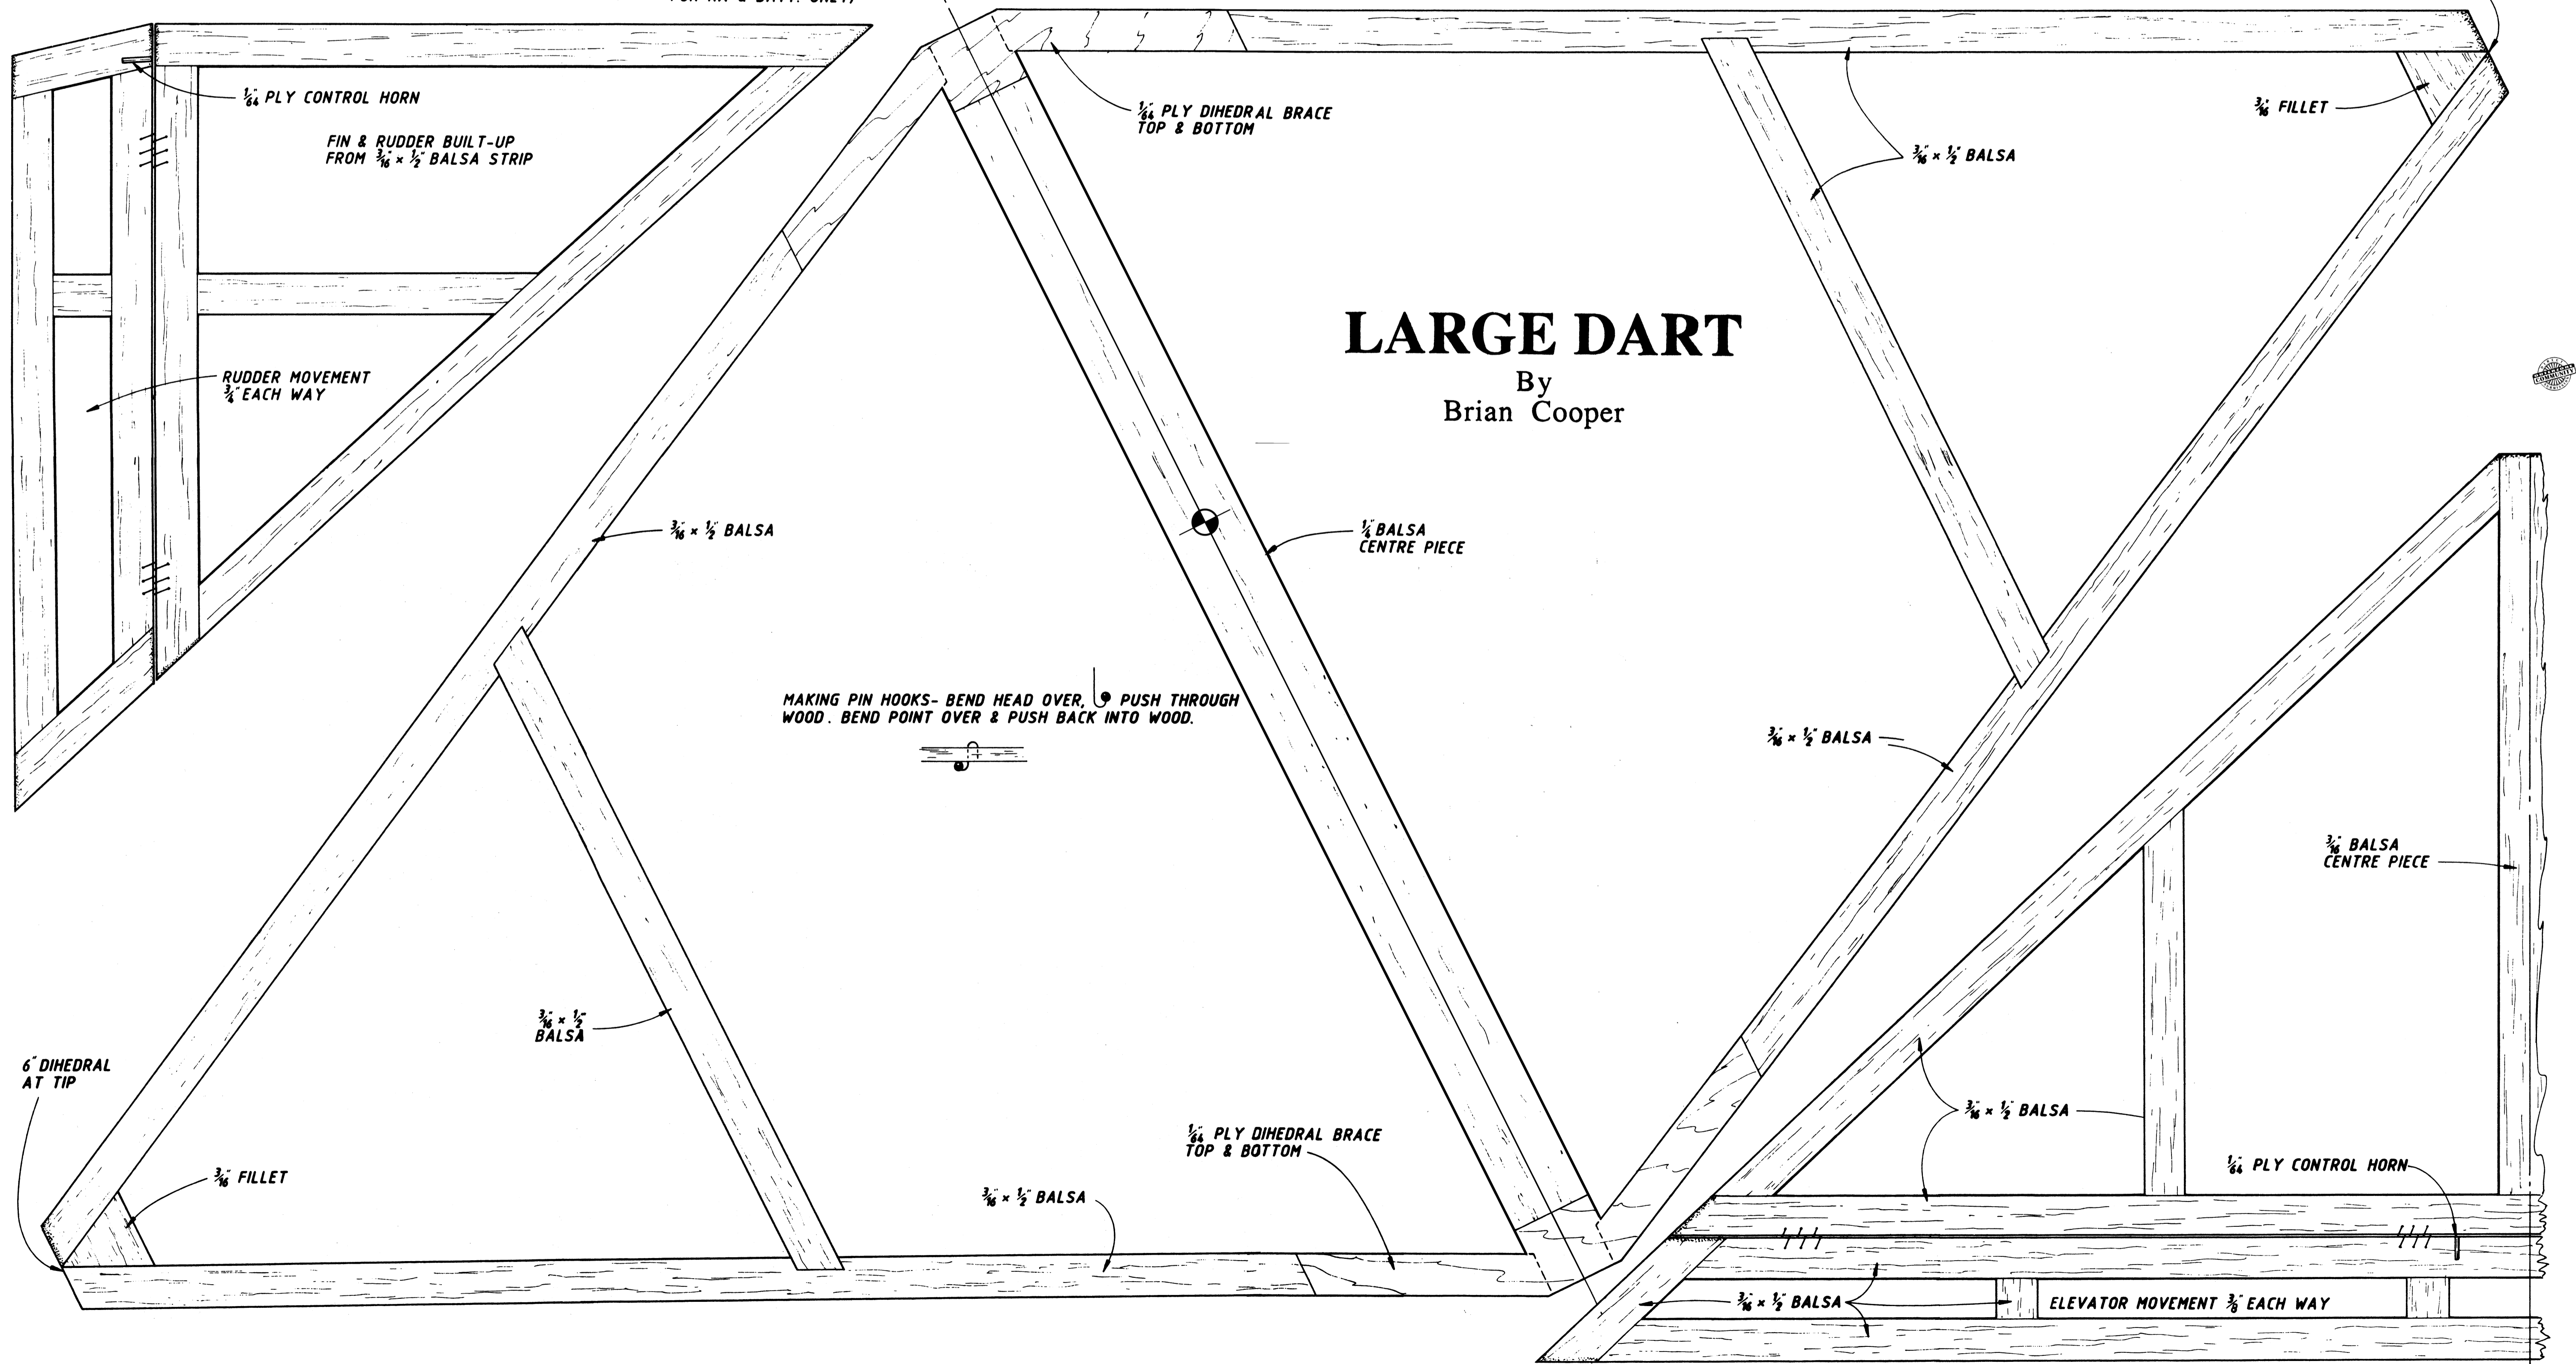 FOR RX & BATT. ONLY)
1/64" PLY CONTROL HORN
FIN & RUDDER BUILT-UP
FROM 3/16" × 1/2" BALSA STRIP
RUDDER MOVEMENT
3/4" EACH WAY
1/64" PLY DIHEDRAL BRACE
TOP & BOTTOM
3/16" × 1/2" BALSA
3/16" FILLET
LARGE DART
By
Brian Cooper
3/16" × 1/2" BALSA
1/4" BALSA
CENTRE PIECE
MAKING PIN HOOKS- BEND HEAD OVER, PUSH THROUGH
WOOD. BEND POINT OVER & PUSH BACK INTO WOOD.
3/16" × 1/2" BALSA
3/16" BALSA
CENTRE PIECE
3/16" × 1/2"
BALSA
6" DIHEDRAL
AT TIP
3/16" FILLET
1/64" PLY DIHEDRAL BRACE
TOP & BOTTOM
3/16" × 1/2" BALSA
3/16" × 1/2" BALSA
1/64" PLY CONTROL HORN
3/16" × 1/2" BALSA
ELEVATOR MOVEMENT 3/8" EACH WAY
COMMUNITY